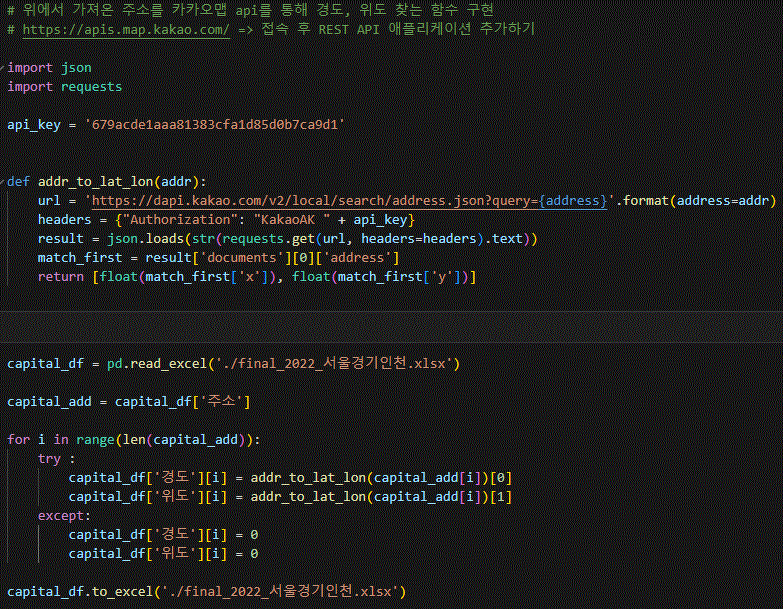 # 위에서 가져온 주소를 카카오맵 api를 통해 경도, 위도 찾는 함수 구현
# https://apis.map.kakao.com/ => 접속 후 REST API 애플리케이션 추가하기
import json
import requests
api_key = '679acde1aaa81383cfa1d85d0b7ca9d1'
def addr_to_lat_lon(addr):
    url = 'https://dapi.kakao.com/v2/local/search/address.json?query={address}'.format(address=addr)
    headers = {"Authorization": "KakaoAK " + api_key}
    result = json.loads(str(requests.get(url, headers=headers).text))
    match_first = result['documents'][0]['address']
    return [float(match_first['x']), float(match_first['y'])]
capital_df = pd.read_excel('./final_2022_서울경기인천.xlsx')
capital_add = capital_df['주소']
for i in range(len(capital_add)):
    try :
        capital_df['경도'][i] = addr_to_lat_lon(capital_add[i])[0]
        capital_df['위도'][i] = addr_to_lat_lon(capital_add[i])[1]
    except:
        capital_df['경도'][i] = 0
        capital_df['위도'][i] = 0
capital_df.to_excel('./final_2022_서울경기인천.xlsx')